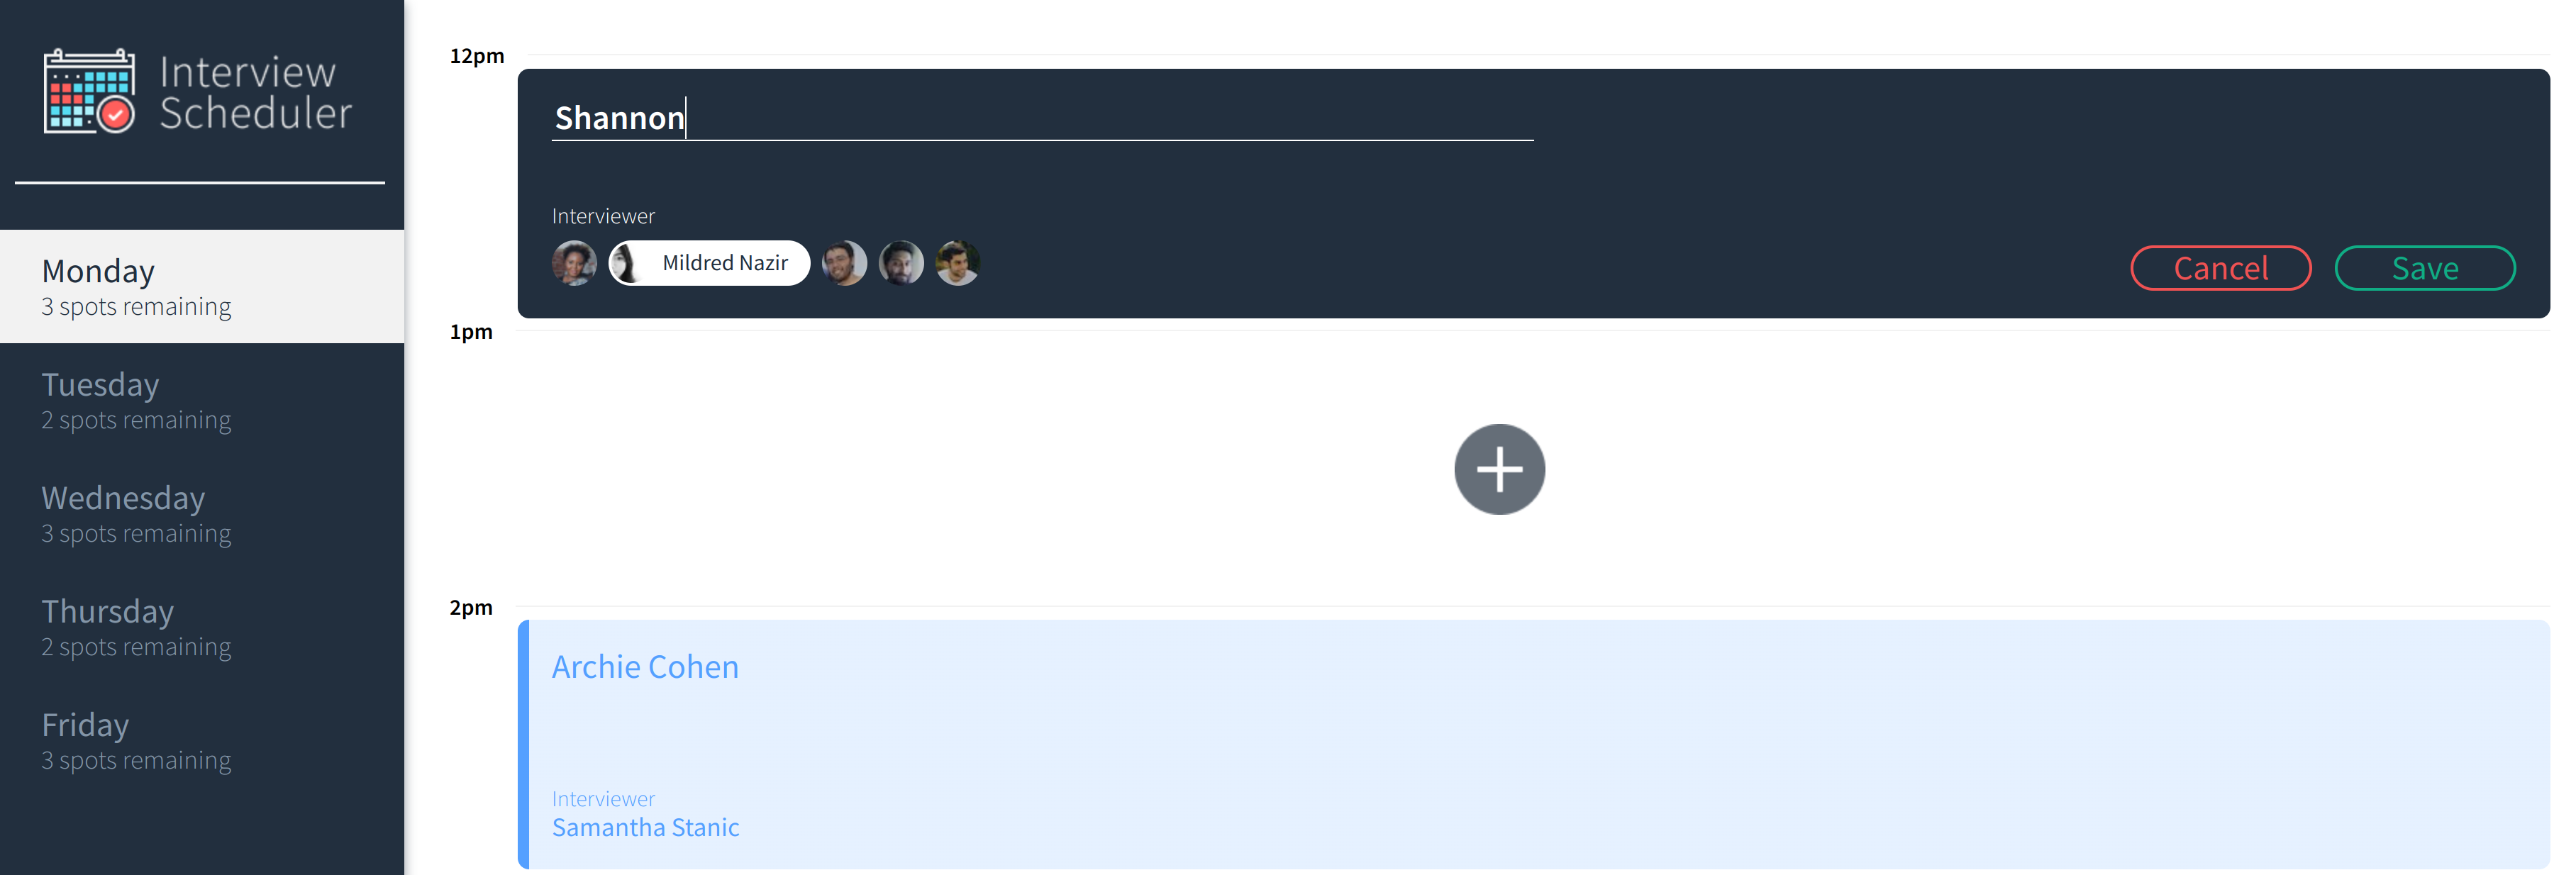 Interview
Scheduler
Monday
3 spots remaining
Tuesday
2 spots remaining
Wednesday
3 spots remaining
Thursday
2 spots remaining
Friday
3 spots remaining
12pm
Shannon
Interviewer
Mildred Nazir
Cancel
Save
1pm
2pm
Archie Cohen
Interviewer
Samantha Stanic